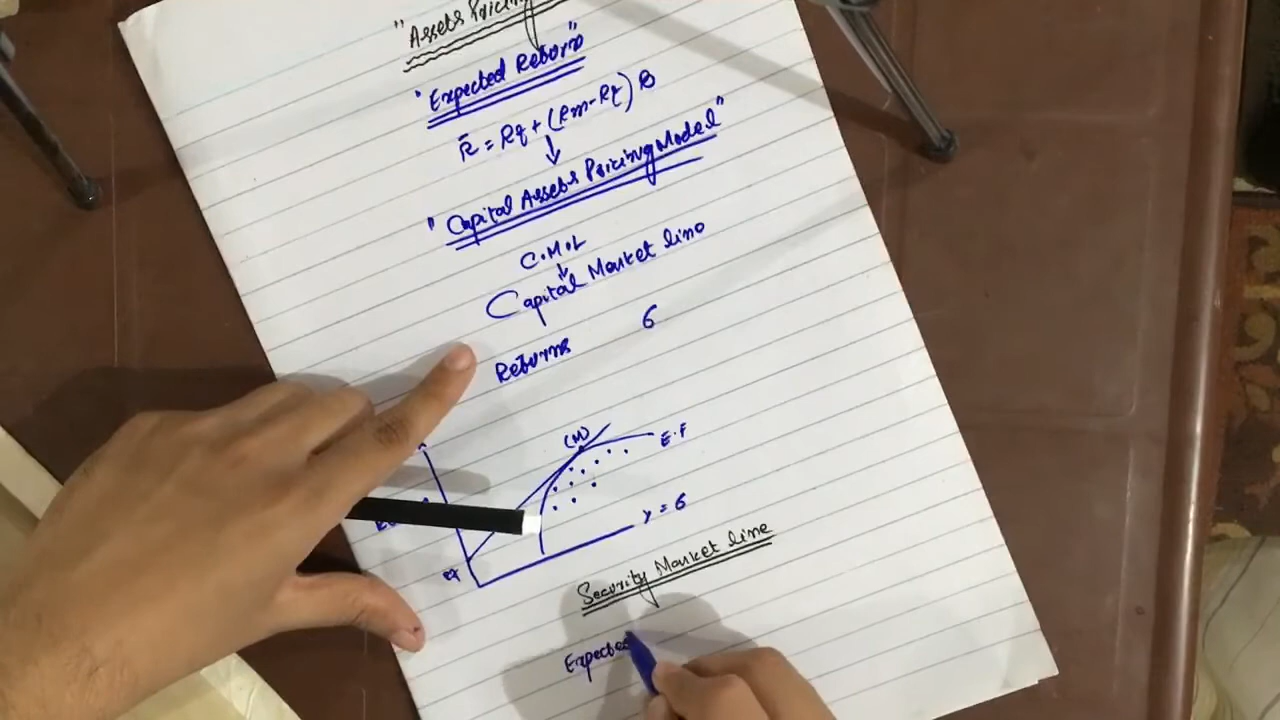 "Assets Pricing
"Expected Return"
R̄ = Rf + (Rm - Rf) B
"Capital Assets Pricing Model"
C.M.L
Capital Market line
Returns 6
(M)
E.F
x = 6
Rf
Security Market line
Expected